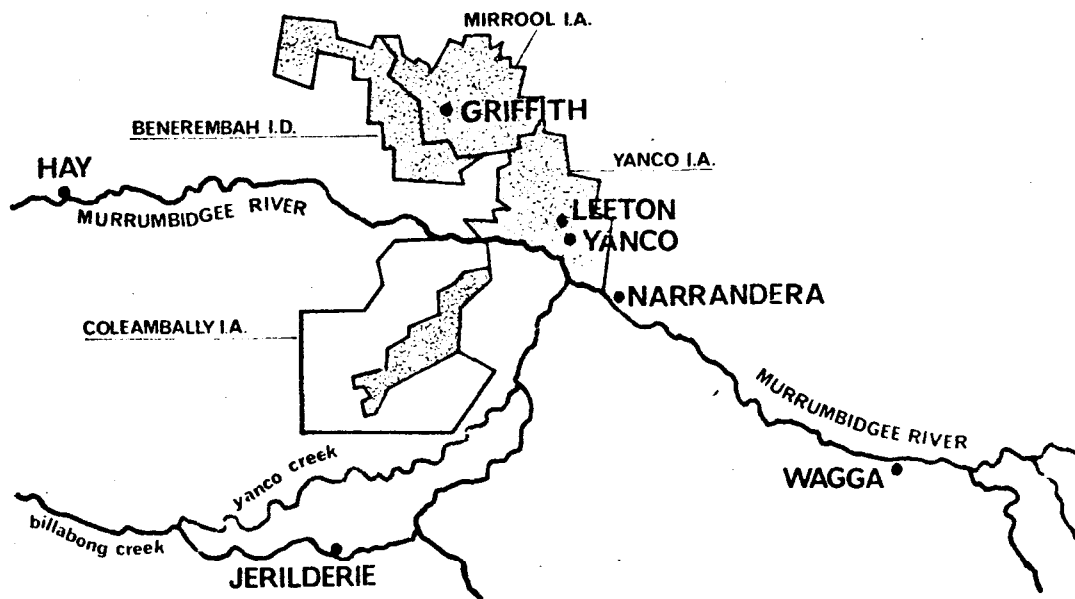 MIRROOL I.A.
GRIFFITH
BENEREMBAH I.D.
YANCO I.A.
HAY
MURRUMBIDGEE RIVER
LEETON
YANCO
NARRANDERA
COLEAMBALLY I.A.
MURRUMBIDGEE RIVER
yanco creek
WAGGA
billabong creek
JERILDERIE